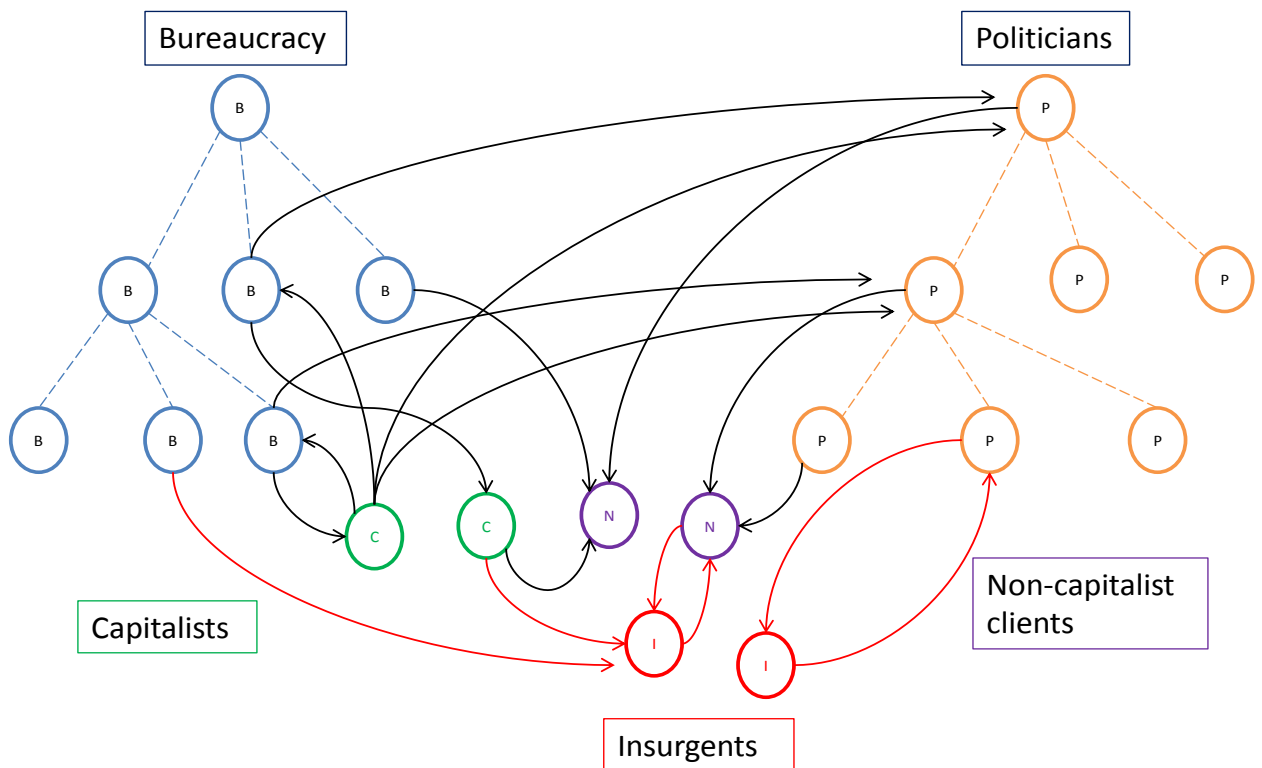 Bureaucracy
Politicians
B
P
B
B
B
P
P
P
B
B
B
P
P
P
C
C
N
N
Non-capitalist
clients
Capitalists
I
I
Insurgents